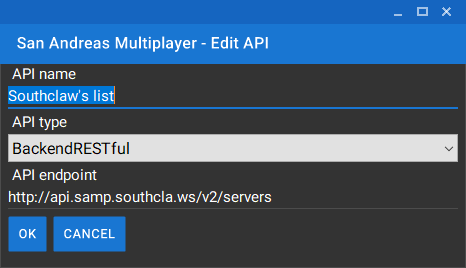 San Andreas Multiplayer - Edit API
API name
Southclaw's list
API type
BackendRESTful
API endpoint
http://api.samp.southcla.ws/v2/servers
OK
CANCEL